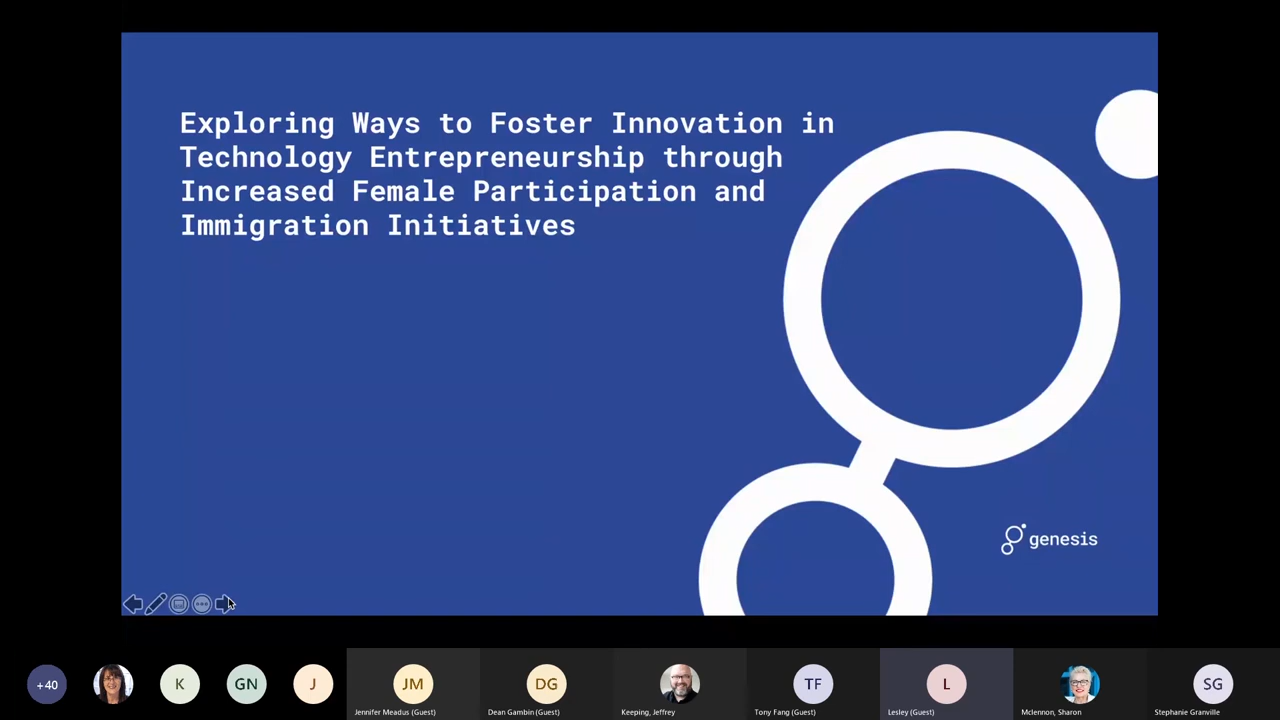 Exploring Ways to Foster Innovation in
Technology Entrepreneurship through
Increased Female Participation and
Immigration Initiatives
genesis
+40
K
GN
J
JM
DG
TF
L
SG
Jennifer Meadus (Guest)
Dean Gambin (Guest)
Keeping, Jeffrey
Tony Fang (Guest)
Lesley (Guest)
Mclennon, Sharon
Stephanie Granville